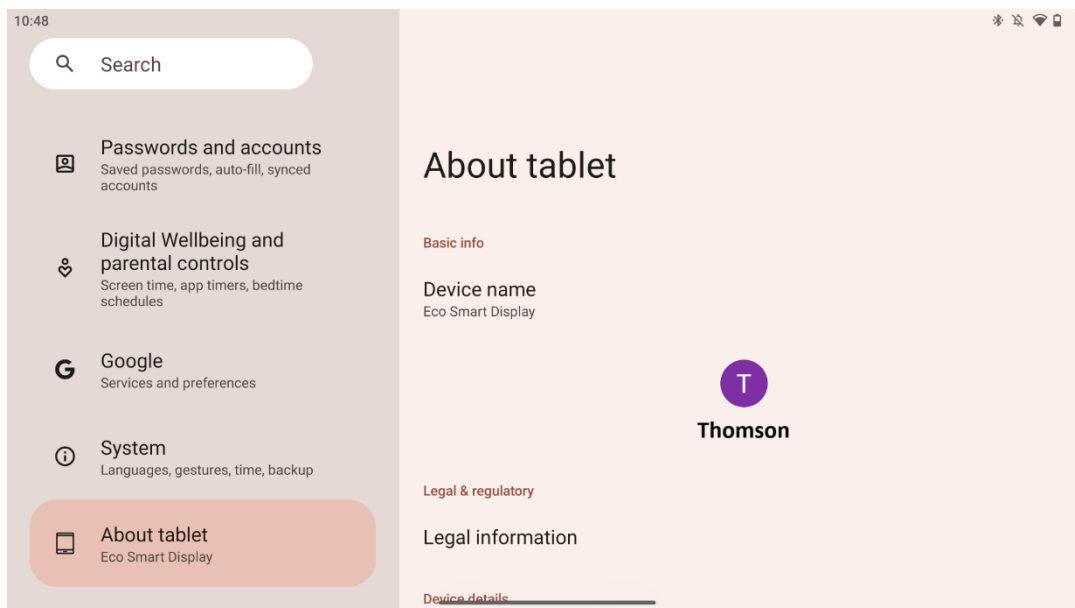 10:48
Search
Passwords and accounts
Saved passwords, auto-fill, synced
accounts
Digital Wellbeing and
parental controls
Screen time, app timers, bedtime
schedules
G
Google
Services and preferences
System
Languages, gestures, time, backup
About tablet
Eco Smart Display
About tablet
Basic info
Device name
Eco Smart Display
T
Thomson
Legal & regulatory
Legal information
Device details